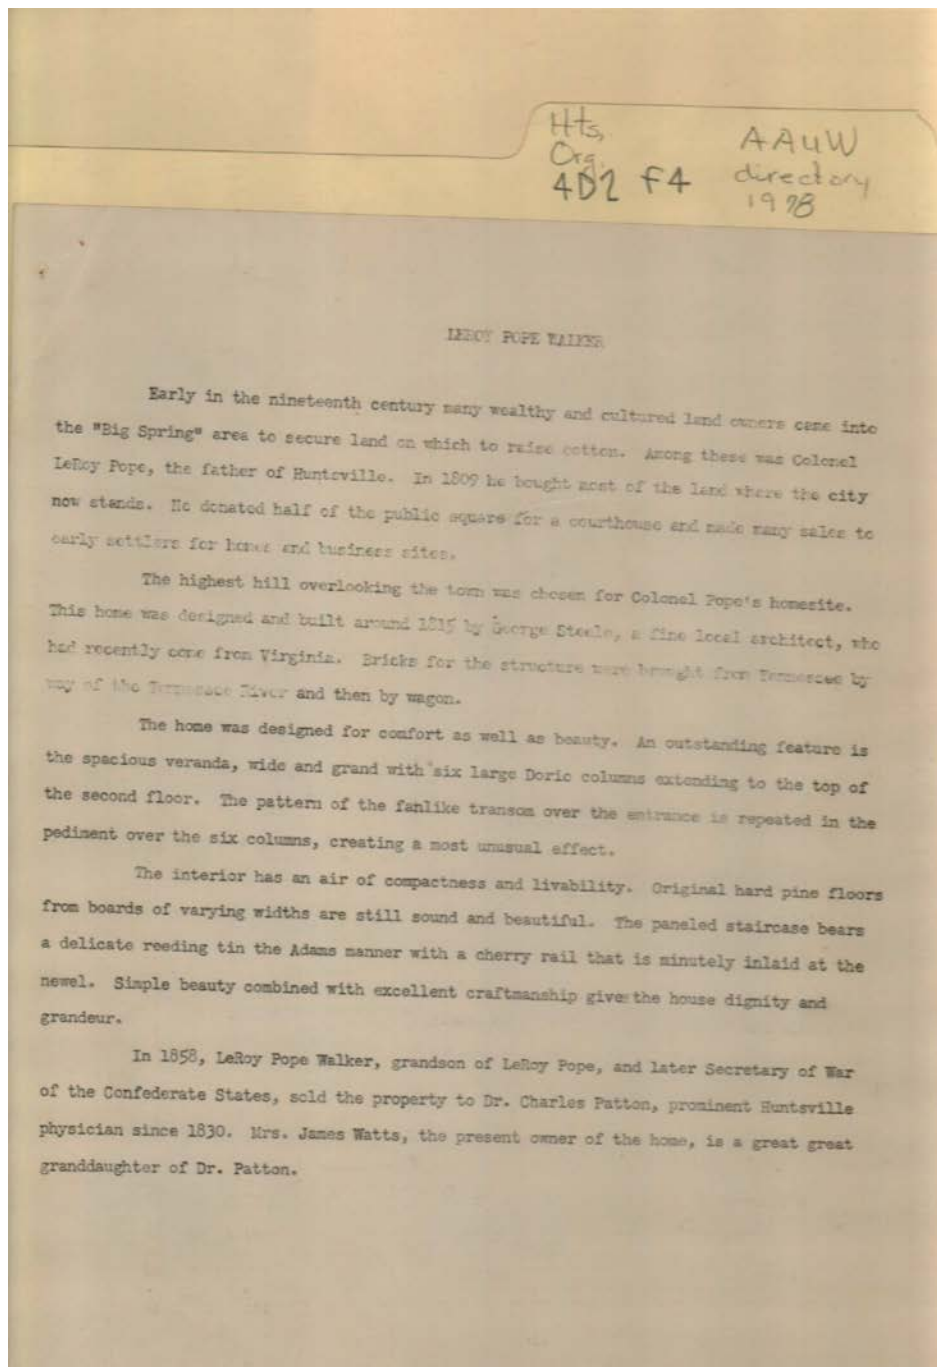 Hts,
Org.
4D2 F4
AAUW
directory
1978
LEROY POPE WALKER
Early in the nineteenth century many wealthy and cultured land owners came into
the "Big Spring" area to secure land on which to raise cotton. Among these was Colonel
LeRoy Pope, the father of Huntsville. In 1809 he bought most of the land where the city
now stands. He donated half of the public square for a courthouse and made many sales to
early settlers for homes and business sites.
The highest hill overlooking the town was chosen for Colonel Pope's homesite.
This home was designed and built around 1815 by George Steele, a fine local architect, who
had recently come from Virginia. Bricks for the structure were brought from Tennessee by
way of the Tennessee River and then by wagon.
The home was designed for comfort as well as beauty. An outstanding feature is
the spacious veranda, wide and grand with six large Doric columns extending to the top of
the second floor. The pattern of the fanlike transom over the entrance is repeated in the
pediment over the six columns, creating a most unusual effect.
The interior has an air of compactness and livability. Original hard pine floors
from boards of varying widths are still sound and beautiful. The paneled staircase bears
a delicate reeding tin the Adams manner with a cherry rail that is minutely inlaid at the
newel. Simple beauty combined with excellent craftmanship gives the house dignity and
grandeur.
In 1858, LeRoy Pope Walker, grandson of LeRoy Pope, and later Secretary of War
of the Confederate States, sold the property to Dr. Charles Patton, prominent Huntsville
physician since 1830. Mrs. James Watts, the present owner of the home, is a great great
granddaughter of Dr. Patton.